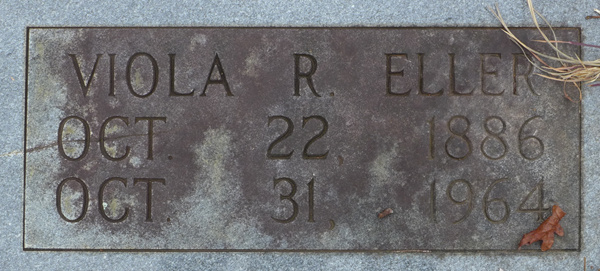 VIOLA R. ELLER
OCT. 22, 1886
OCT. 31, 1964